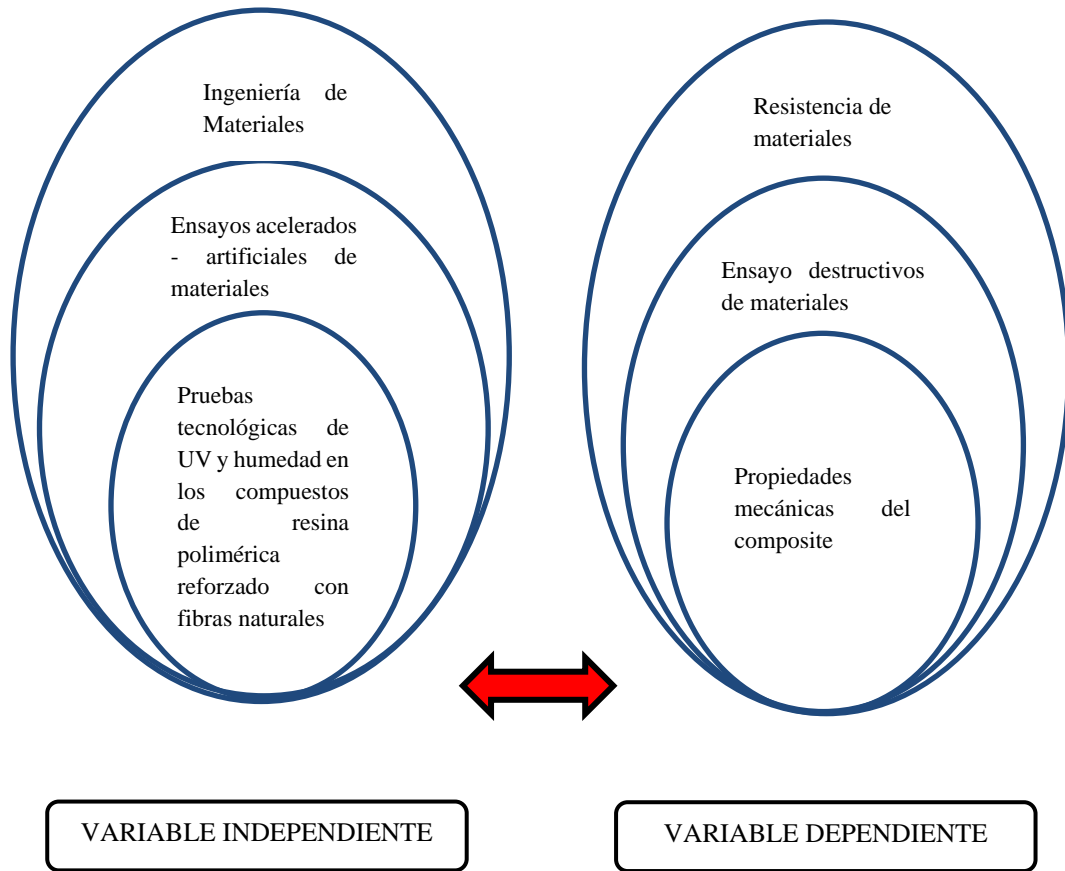 Ingeniería de
Materiales
Ensayos acelerados
- artificiales de
materiales
Pruebas
tecnológicas de
UV y humedad en
los compuestos
de resina
polimérica
reforzado con
fibras naturales
Resistencia de
materiales
Ensayo destructivos
de materiales
Propiedades
mecánicas del
composite
VARIABLE INDEPENDIENTE
VARIABLE DEPENDIENTE